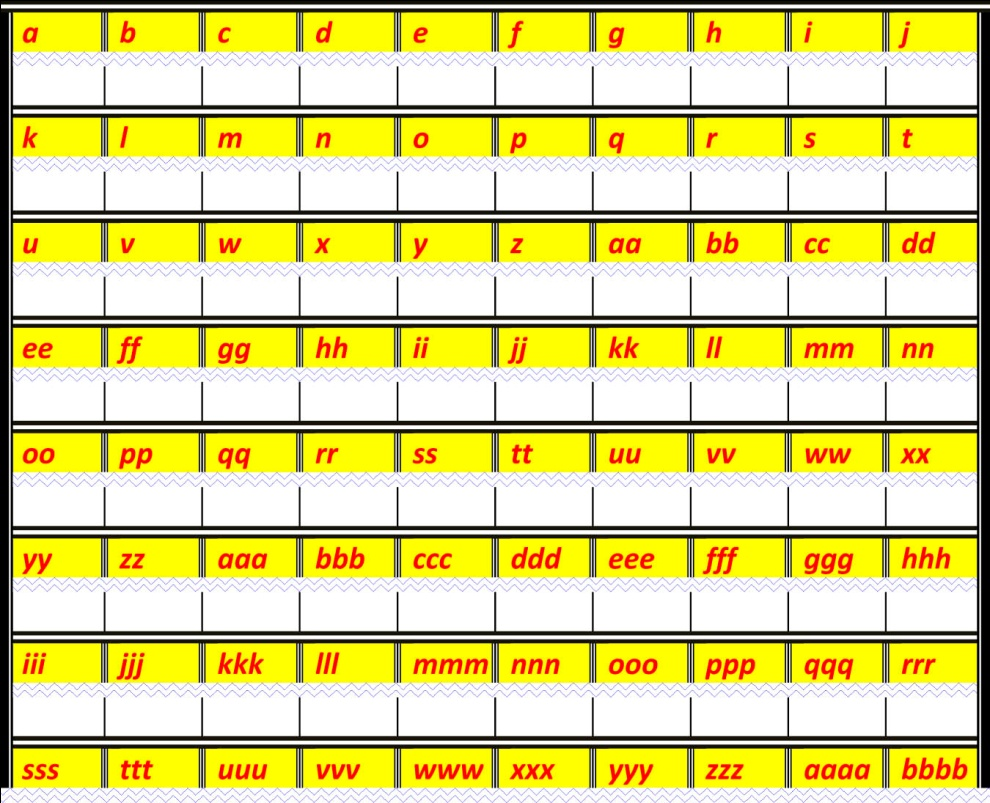 a b c d e f g h i j
k l m n o p q r s t
u v w x y z aa bb cc dd
ee ff gg hh ii jj kk ll mm nn
oo pp qq rr ss tt uu vv ww xx
yy zz aaa bbb ccc ddd eee fff ggg hhh
iii jjj kkk lll mmm nnn ooo ppp qqq rrr
sss ttt uuu vvv www xxx yyy zzz aaaa bbbb